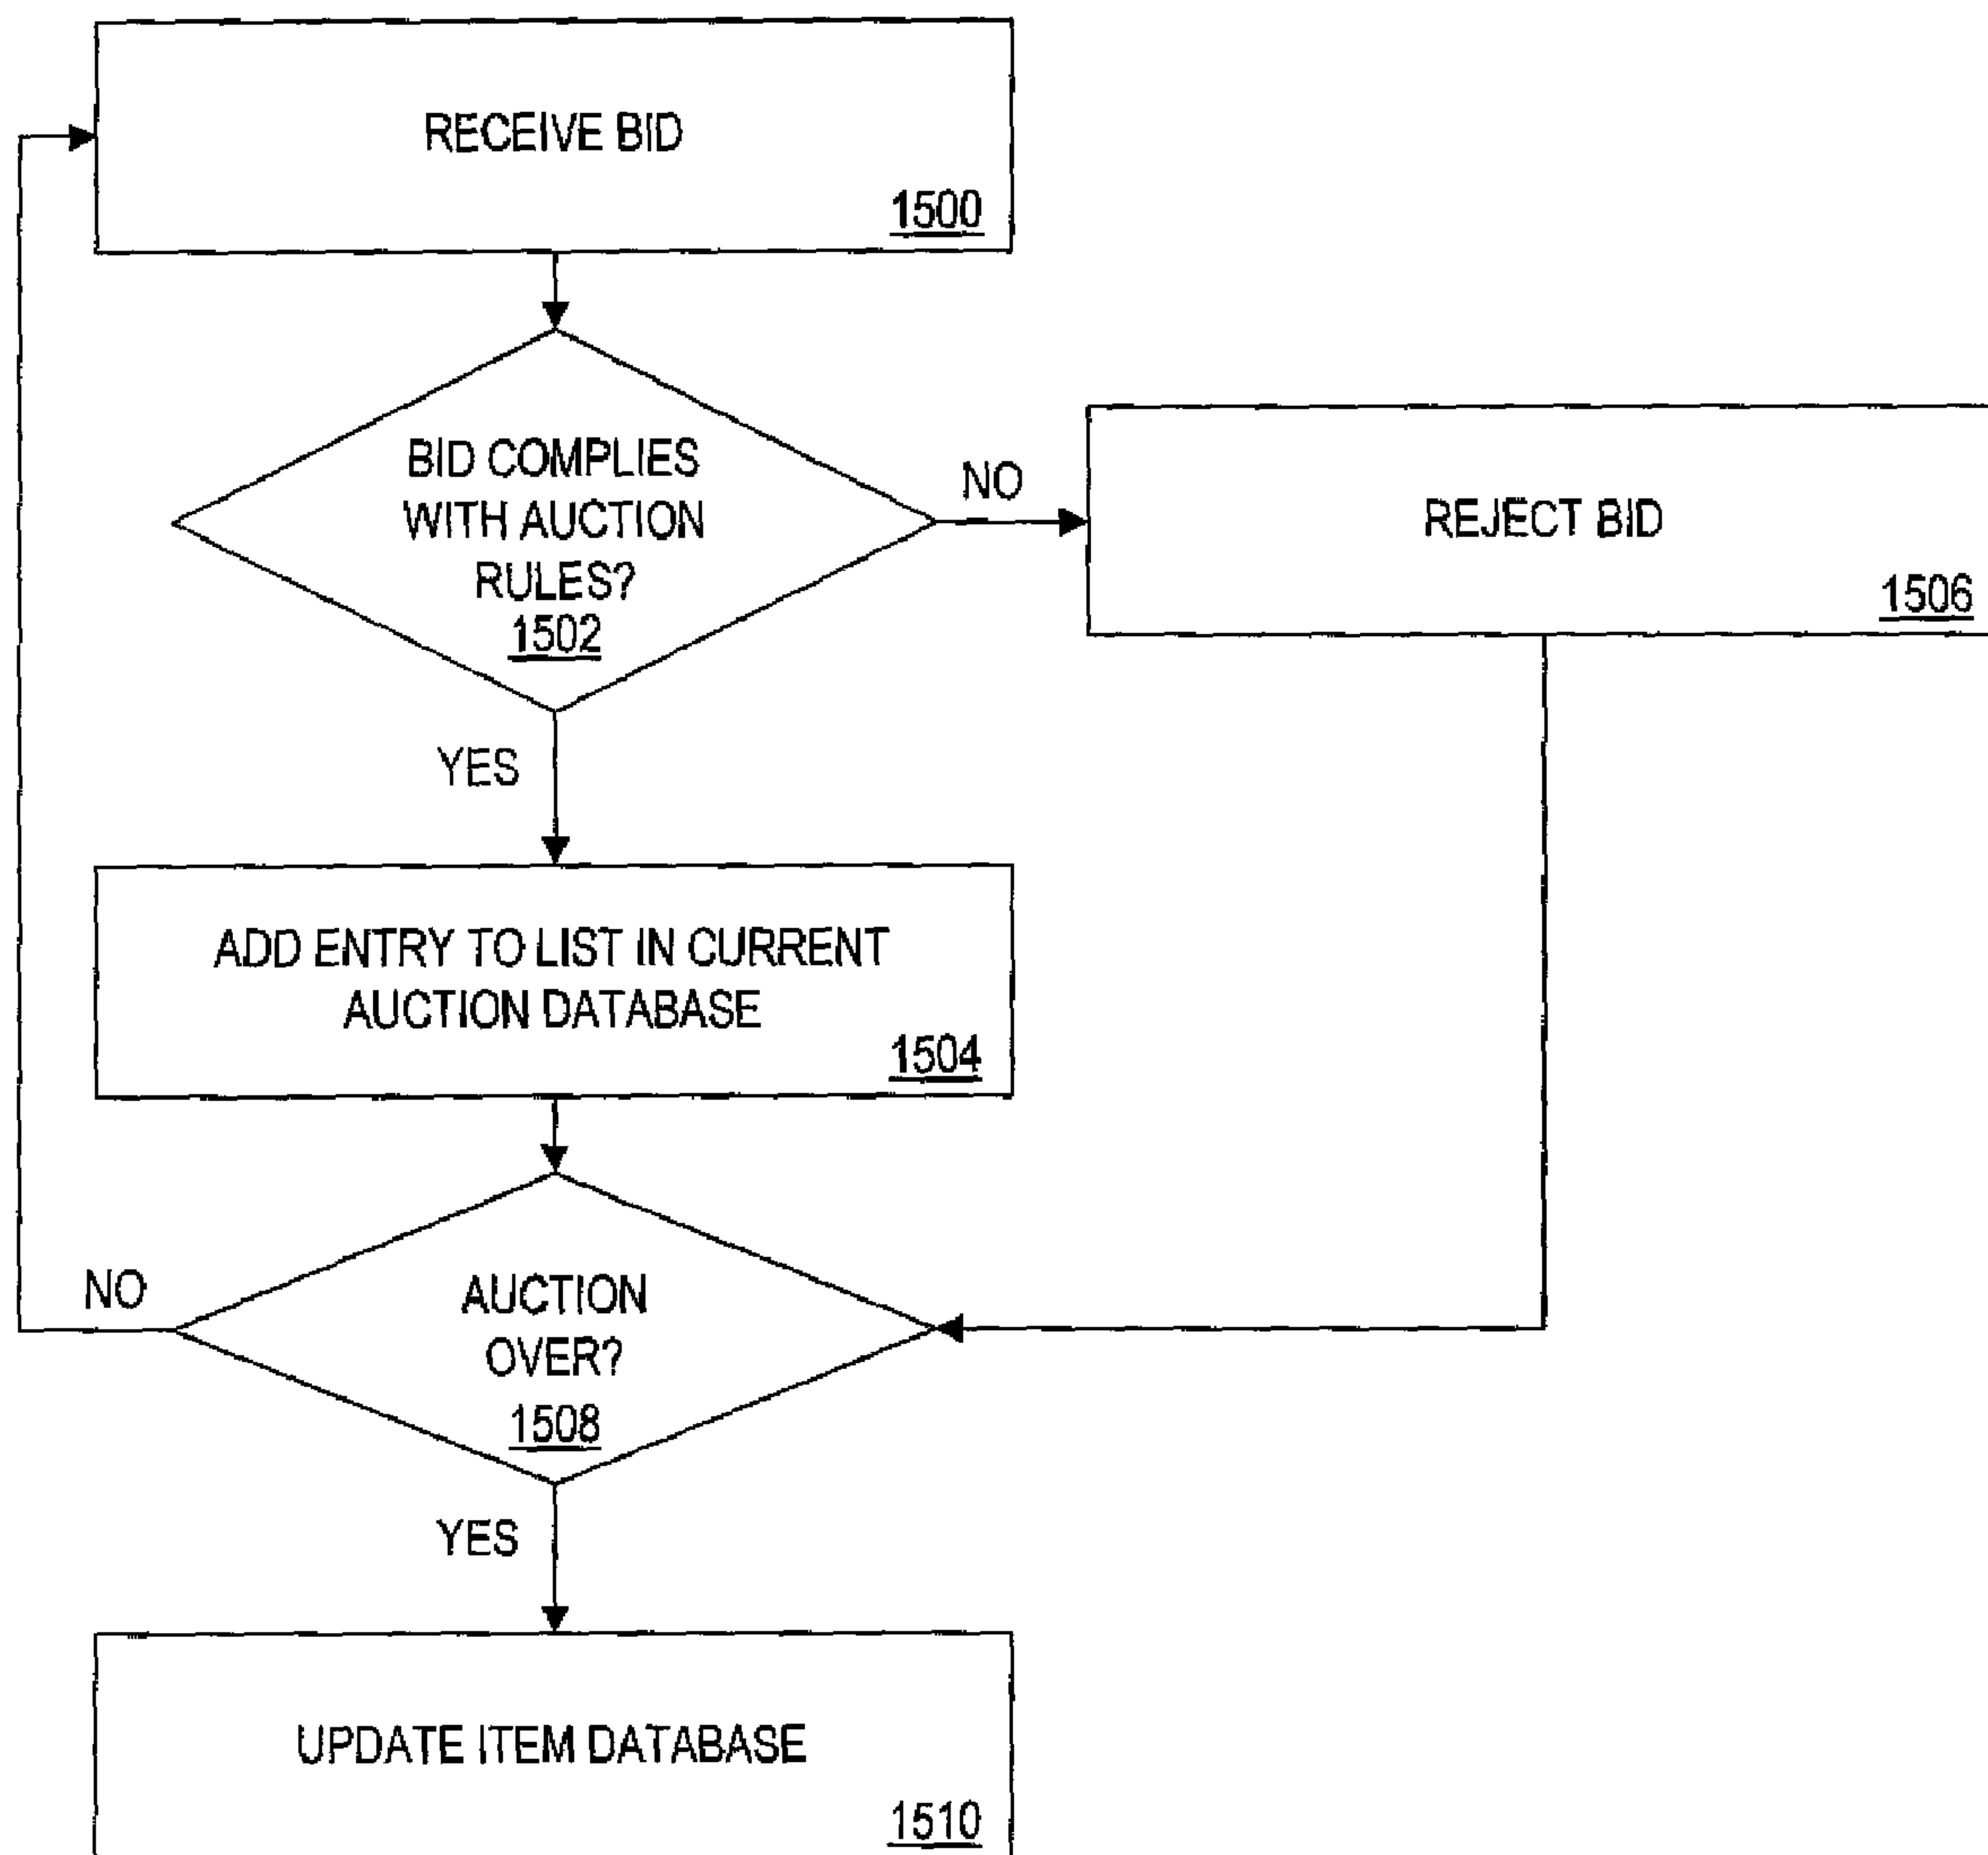 RECEIVE BID
1500
BID COMPLIES
WITH AUCTION
RULES?
1502
NO
REJECT BID
1506
YES
ADD ENTRY TO LIST IN CURRENT
AUCTION DATABASE
1504
NO
AUCTION
OVER?
1508
YES
UPDATE ITEM DATABASE
1510